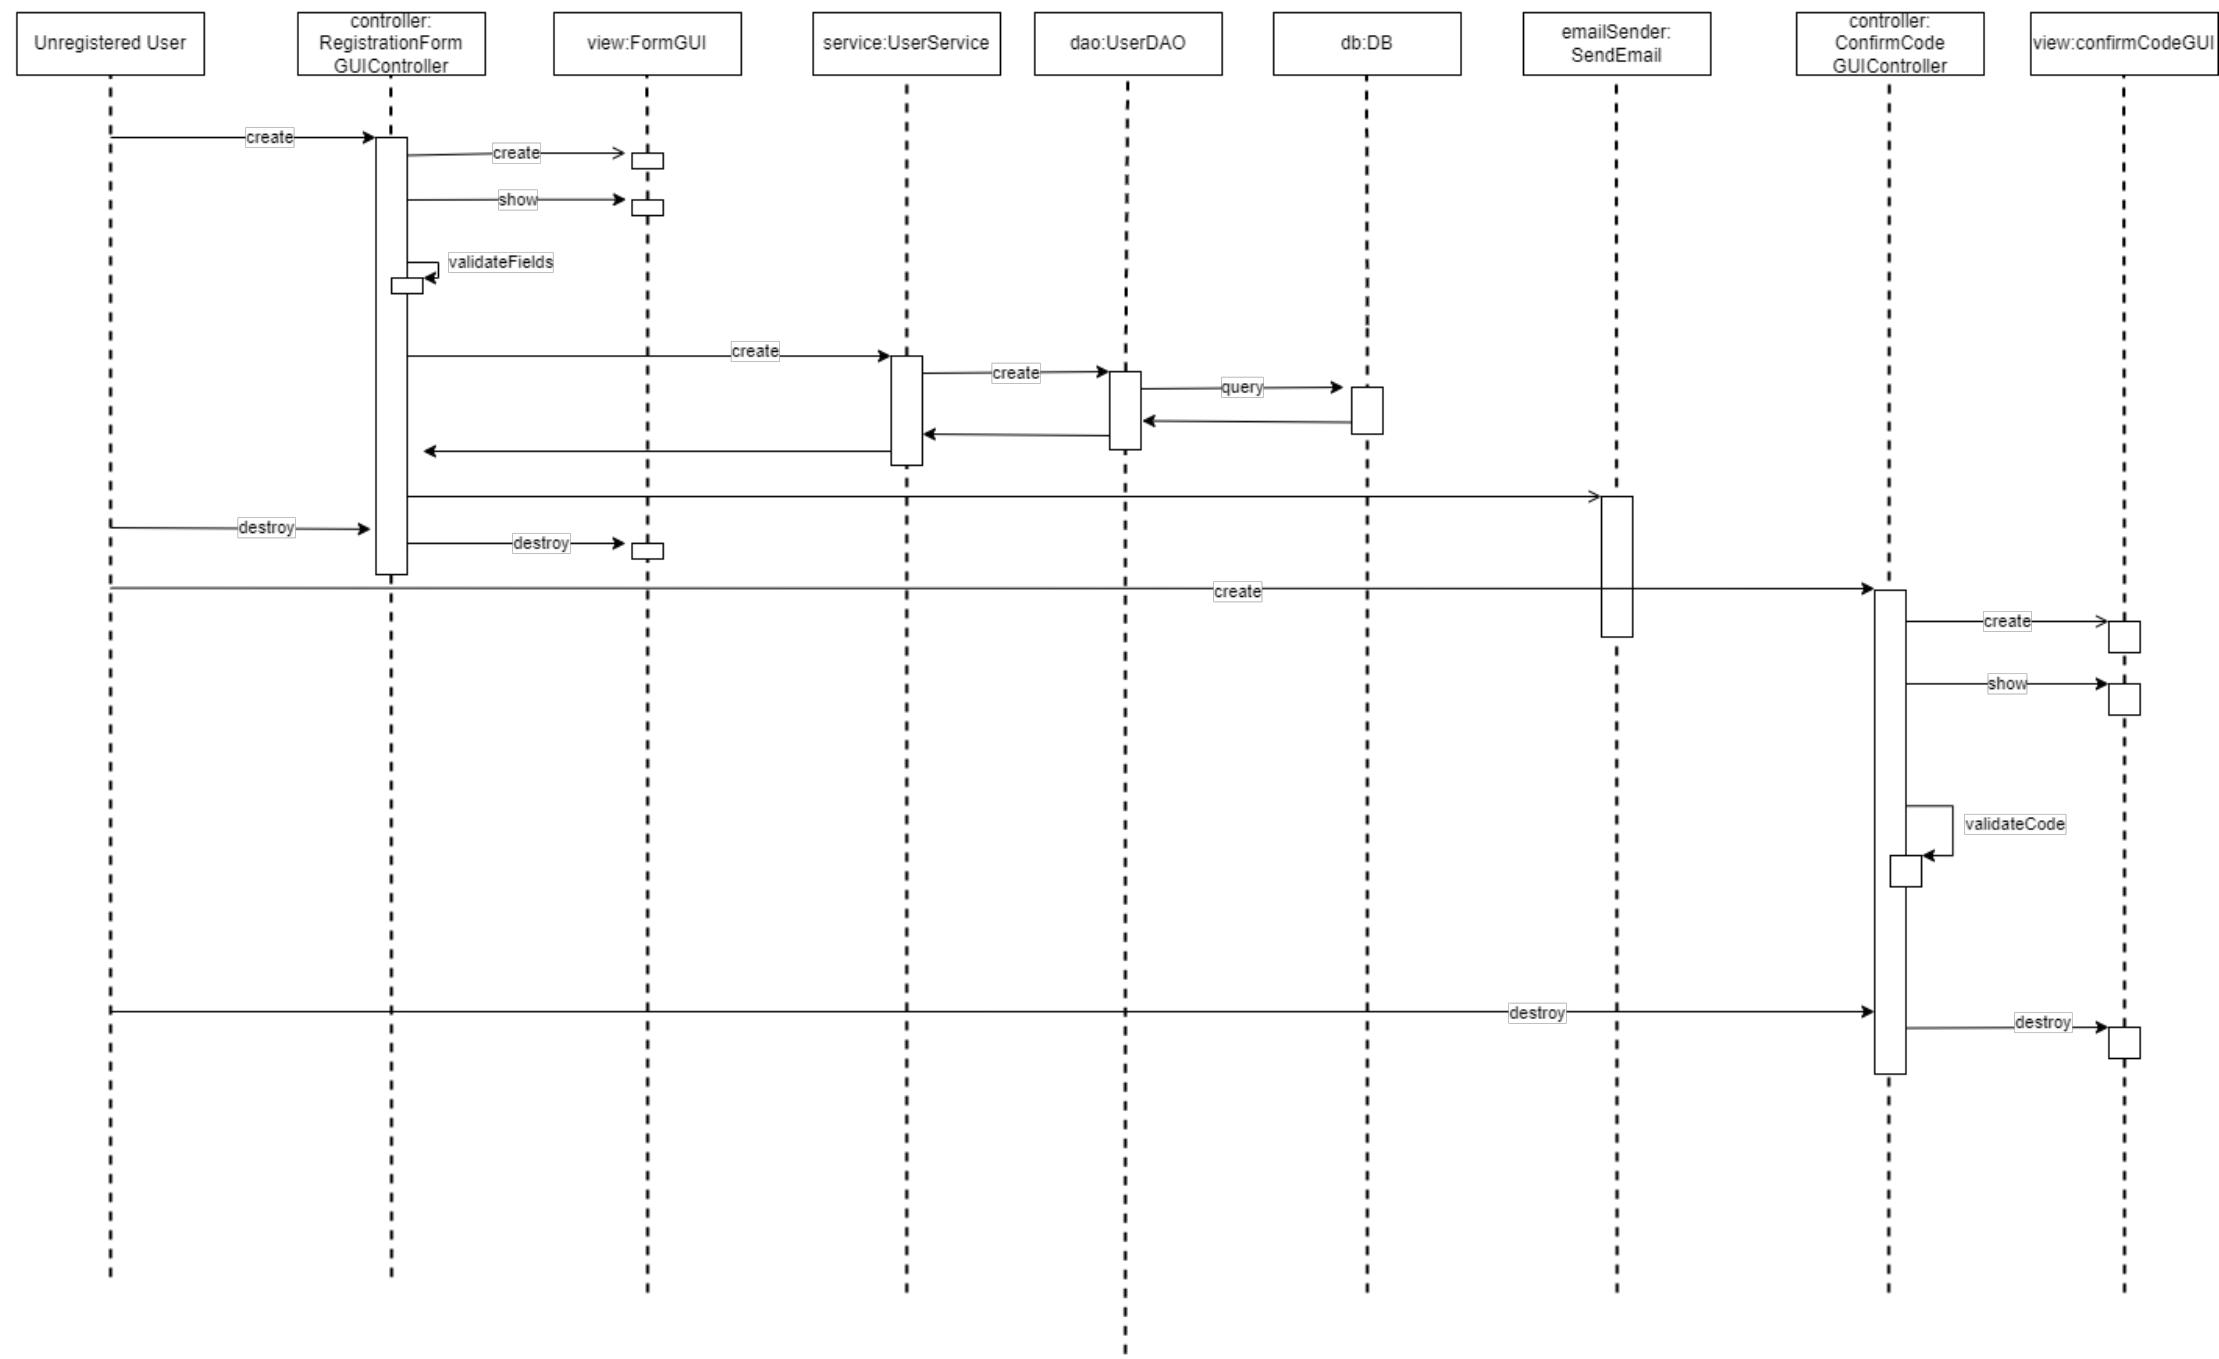 Unregistered User
controller:
RegistrationForm
GUIController
view:FormGUI
service:UserService
dao:UserDAO
db:DB
emailSender:
SendEmail
controller:
ConfirmCode
GUIController
view:confirmCodeGUI
create
create
show
validateFields
create
create
query
destroy
destroy
create
create
show
validateCode
destroy
destroy